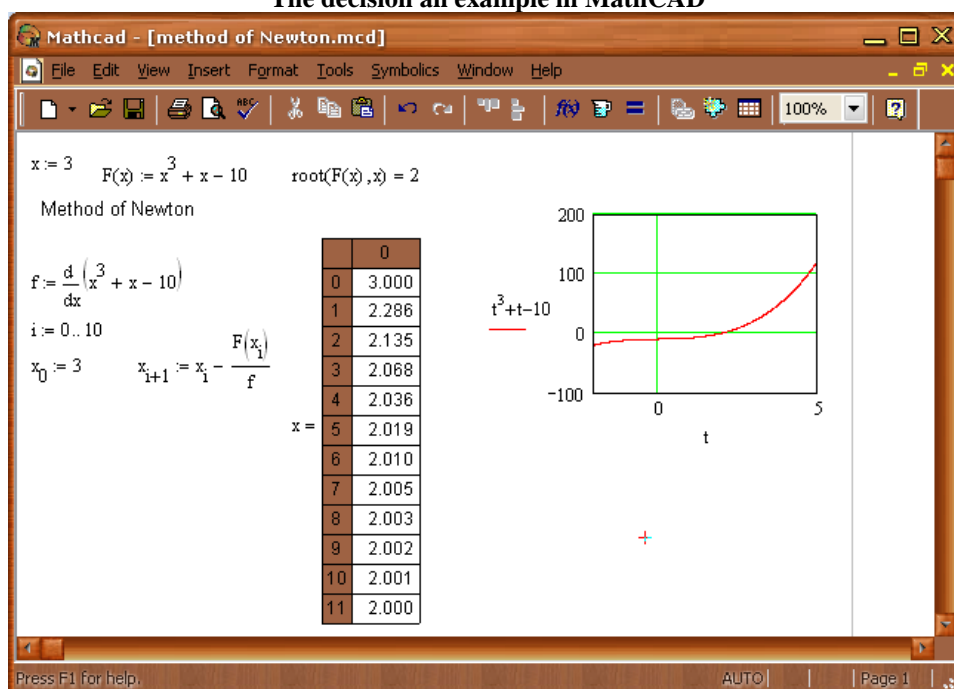 The decision an example in MathCAD
Mathcad - [method of Newton.mcd]
File Edit View Insert Format Tools Symbolics Window Help
ABC f(x) 100%
x := 3 F(x) := x³ + x − 10 root(F(x),x) = 2
Method of Newton
f := d/dx (x³ + x − 10)
i := 0.. 10
x₀ := 3 xᵢ₊₁ := xᵢ − F(xᵢ)/f
x =
0
0 3.000
1 2.286
2 2.135
3 2.068
4 2.036
5 2.019
6 2.010
7 2.005
8 2.003
9 2.002
10 2.001
11 2.000
200
100
t³+t−10
0
−100
0 5
t
Press F1 for help. AUTO Page 1